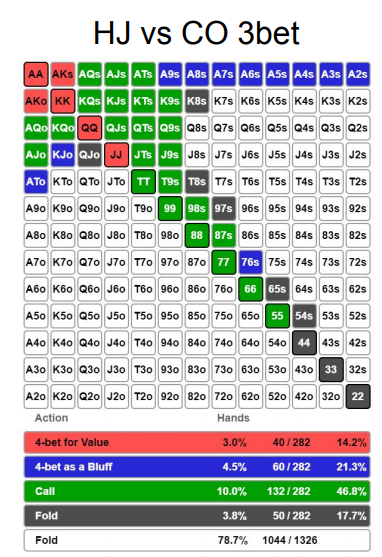 HJ vs CO 3bet
AA AKs AQs AJs ATs A9s A8s A7s A6s A5s A4s A3s A2s
AKo KK KQs KJs KTs K9s K8s K7s K6s K5s K4s K3s K2s
AQo KQo QQ QJs QTs Q9s Q8s Q7s Q6s Q5s Q4s Q3s Q2s
AJo KJo QJo JJ JTs J9s J8s J7s J6s J5s J4s J3s J2s
ATo KTo QTo JTo TT T9s T8s T7s T6s T5s T4s T3s T2s
A9o K9o Q9o J9o T9o 99 98s 97s 96s 95s 94s 93s 92s
A8o K8o Q8o J8o T8o 98o 88 87s 86s 85s 84s 83s 82s
A7o K7o Q7o J7o T7o 97o 87o 77 76s 75s 74s 73s 72s
A6o K6o Q6o J6o T6o 96o 86o 76o 66 65s 64s 63s 62s
A5o K5o Q5o J5o T5o 95o 85o 75o 65o 55 54s 53s 52s
A4o K4o Q4o J4o T4o 94o 84o 74o 64o 54o 44 43s 42s
A3o K3o Q3o J3o T3o 93o 83o 73o 63o 53o 43o 33 32s
A2o K2o Q2o J2o T2o 92o 82o 72o 62o 52o 42o 32o 22
Action Hands
4-bet for Value 3.0% 40 / 282 14.2%
4-bet as a Bluff 4.5% 60 / 282 21.3%
Call 10.0% 132 / 282 46.8%
Fold 3.8% 50 / 282 17.7%
Fold 78.7% 1044 / 1326